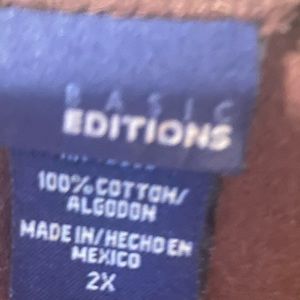 BASIC
EDITIONS
100% COTTON/
ALGODON
MADE IN/HECHO EN
MEXICO
2X